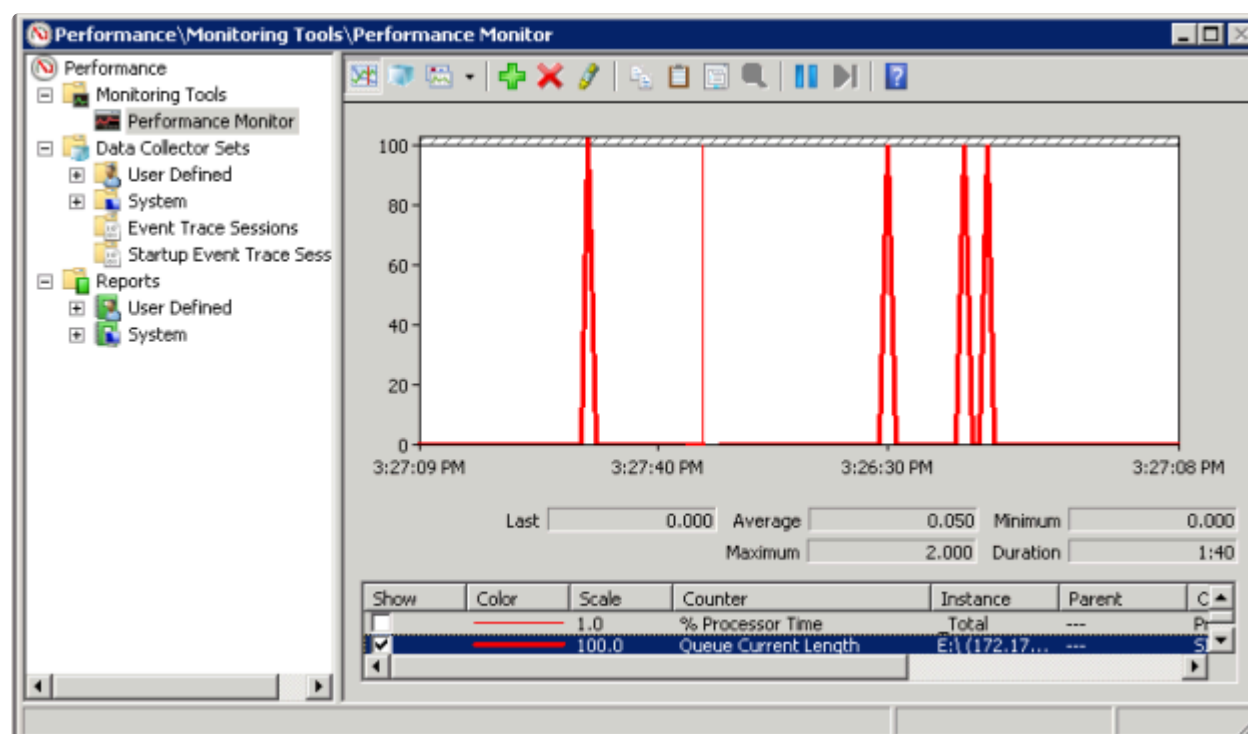 Performance\Monitoring Tools\Performance Monitor
Performance
Monitoring Tools
Performance Monitor
Data Collector Sets
User Defined
System
Event Trace Sessions
Startup Event Trace Sess
Reports
User Defined
System
100
80
60
40
20
0
3:27:09 PM 3:27:40 PM 3:26:30 PM 3:27:08 PM
Last 0.000 Average 0.050 Minimum 0.000
Maximum 2.000 Duration 1:40
Show Color Scale Counter Instance Parent C
1.0 % Processor Time _Total --- Pr
100.0 Queue Current Length E:\(172.17... ---